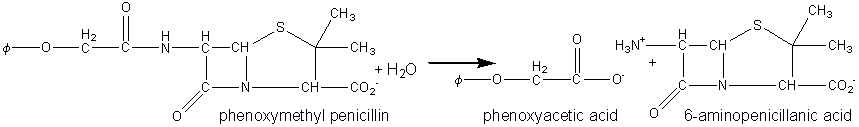 O S CH₃
ϕ O C H₂ N H H C CH CH₃
C N CH CO₂⁻ + H₂O
O
phenoxymethyl penicillin
H₂ C O
ϕ O O⁻
phenoxyacetic acid
H₃N⁺ H C CH S CH₃
+ CH₃
C N CH CO₂⁻
O
6-aminopenicillanic acid